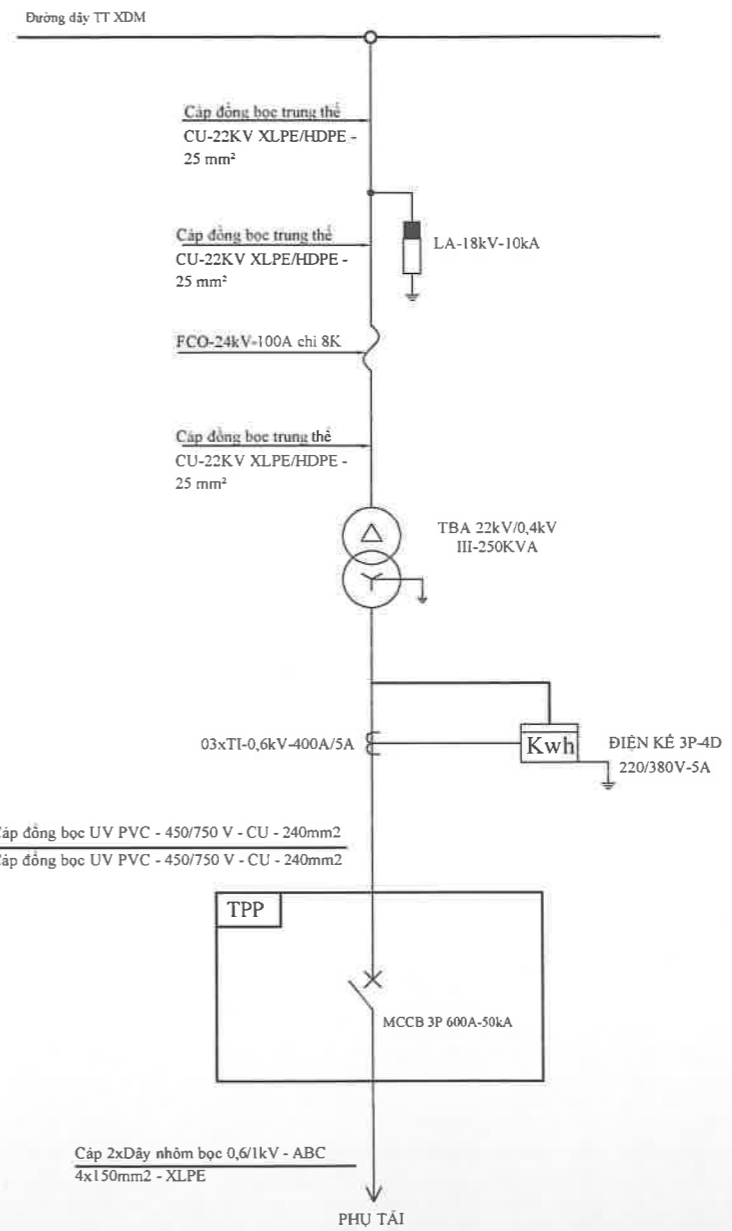 Đường dây TT XDM
Cáp đồng bọc trung thế
CU-22KV XLPE/HDPE -
25 mm²
LA-18kV-10kA
Cáp đồng bọc trung thế
CU-22KV XLPE/HDPE -
25 mm²
FCO-24kV-100A chì 8K
Cáp đồng bọc trung thế
CU-22KV XLPE/HDPE -
25 mm²
TBA 22kV/0,4kV
III-250KVA
03xTI-0,6kV-400A/5A
Kwh
ĐIỆN KẾ 3P-4D
220/380V-5A
Cáp đồng bọc UV PVC - 450/750 V - CU - 240mm2
Cáp đồng bọc UV PVC - 450/750 V - CU - 240mm2
TPP
MCCB 3P 600A-50kA
Cáp 2xDây nhôm bọc 0,6/1kV - ABC
4x150mm2 - XLPE
PHỤ TẢI